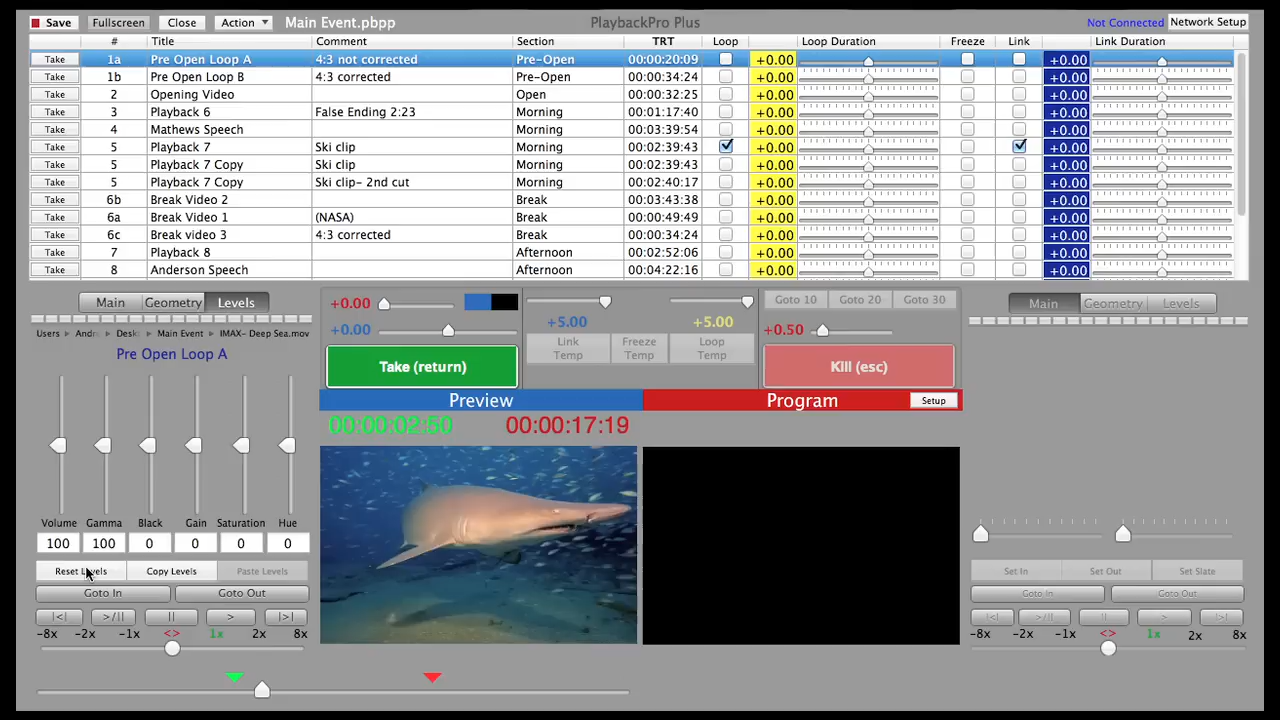 Save Fullscreen Close Action Main Event.pbpp PlaybackPro Plus Not Connected Network Setup
# Title Comment Section TRT Loop Loop Duration Freeze Link Link Duration
Take 1a Pre Open Loop A 4:3 not corrected Pre-Open 00:00:20:09 +0.00 +0.00
Take 1b Pre Open Loop B 4:3 corrected Pre-Open 00:00:34:24 +0.00 +0.00
Take 2 Opening Video Open 00:00:32:25 +0.00 +0.00
Take 3 Playback 6 False Ending 2:23 Morning 00:01:17:40 +0.00 +0.00
Take 4 Mathews Speech Morning 00:03:39:54 +0.00 +0.00
Take 5 Playback 7 Ski clip Morning 00:02:39:43 +0.00 +0.00
Take 5 Playback 7 Copy Ski clip Morning 00:02:39:43 +0.00 +0.00
Take 5 Playback 7 Copy Ski clip- 2nd cut Morning 00:02:40:17 +0.00 +0.00
Take 6b Break Video 2 Break 00:03:43:38 +0.00 +0.00
Take 6a Break Video 1 (NASA) Break 00:00:49:49 +0.00 +0.00
Take 6c Break video 3 4:3 corrected Break 00:00:34:24 +0.00 +0.00
Take 7 Playback 8 Afternoon 00:02:52:06 +0.00 +0.00
Take 8 Anderson Speech Afternoon 00:04:22:16 +0.00 +0.00
Main Geometry Levels +0.00 Goto 10 Goto 20 Goto 30 Main Geometry Levels
Users Andr Desk Main Event IMAX- Deep Sea.mov +0.00 +5.00 +5.00 +0.50
Pre Open Loop A
Link Temp Freeze Temp Loop Temp
Take (return) Kill (esc)
Preview Program Setup
00:00:02:50 00:00:17:19
Volume Gamma Black Gain Saturation Hue
100 100 0 0 0 0
Reset Levels Copy Levels Paste Levels Set In Set Out Set Slate
Goto In Goto Out Goto In Goto Out
|<| >/|| || > |>| |<| >/|| || > |>|
-8x -2x -1x <> 1x 2x 8x -8x -2x -1x <> 1x 2x 8x